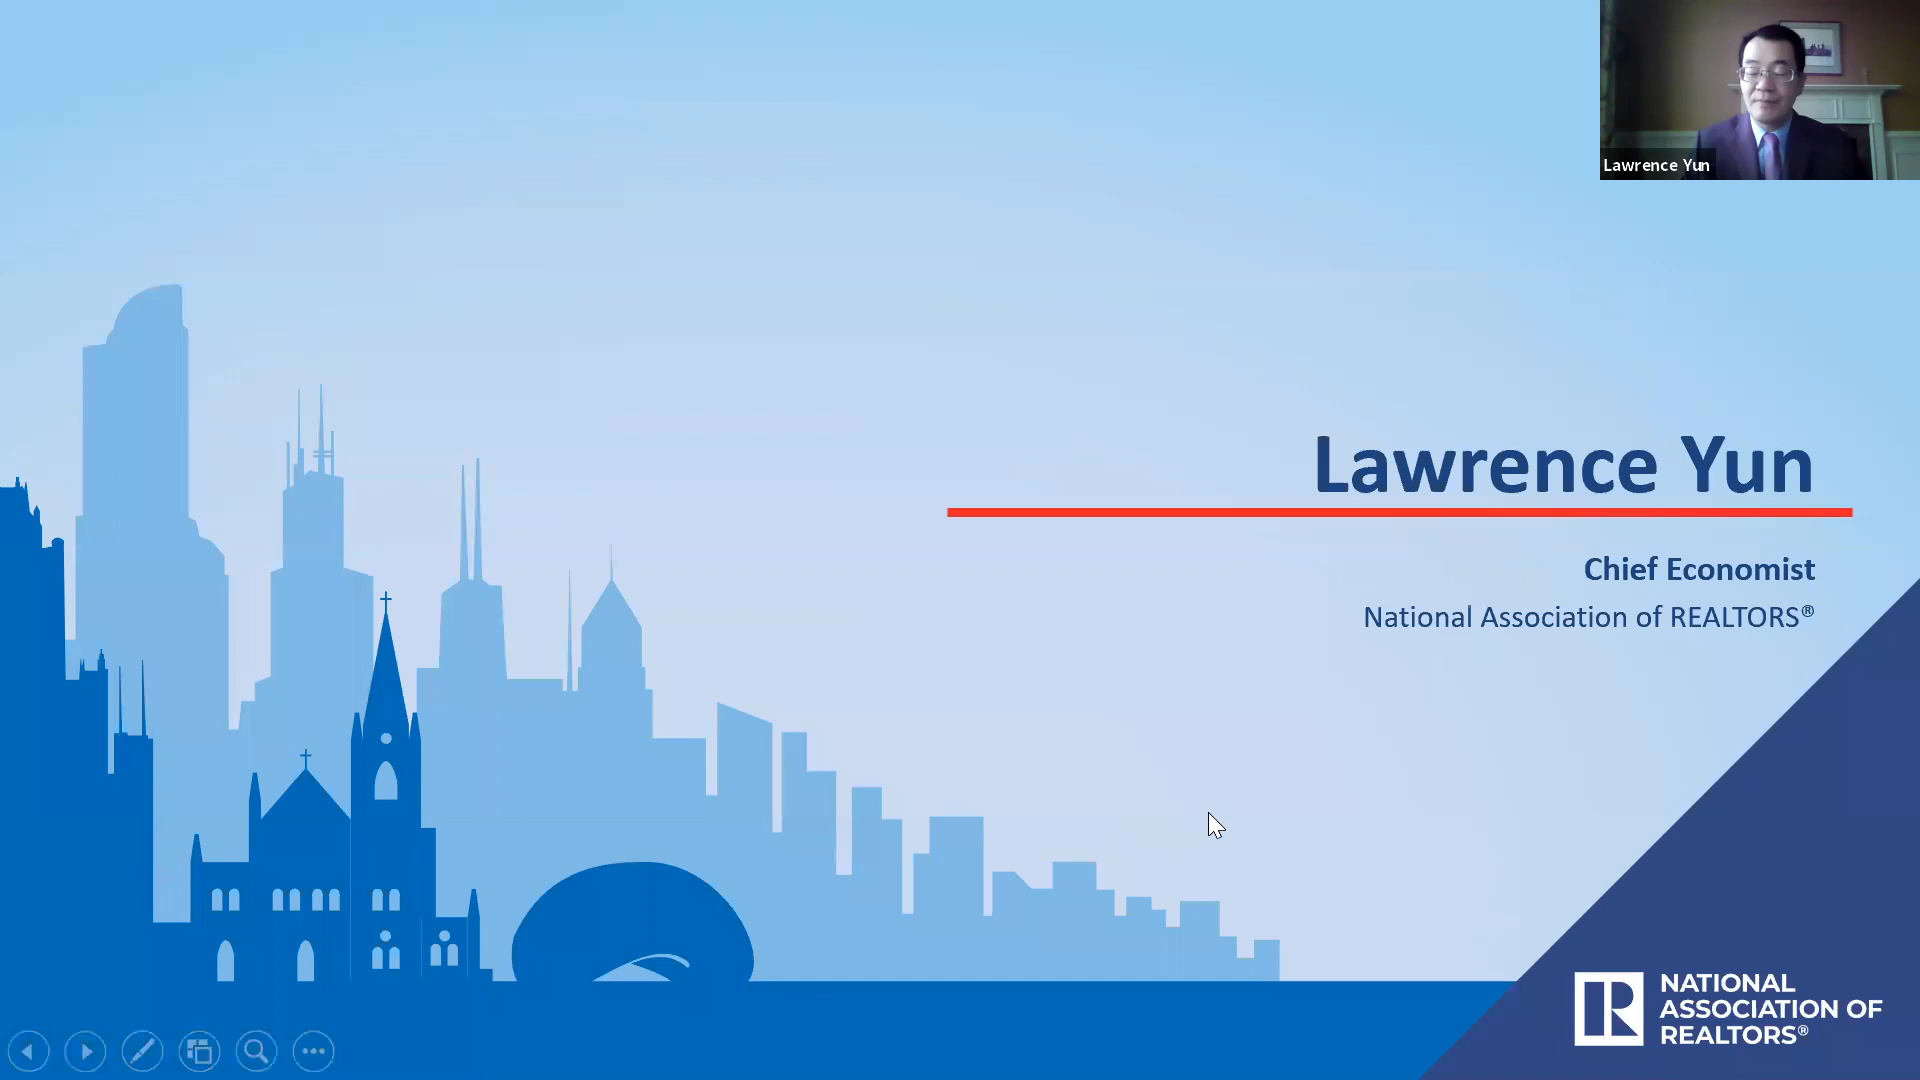 Lawrence Yun
Lawrence Yun
Chief Economist
National Association of REALTORS®
NATIONAL
ASSOCIATION OF
REALTORS®